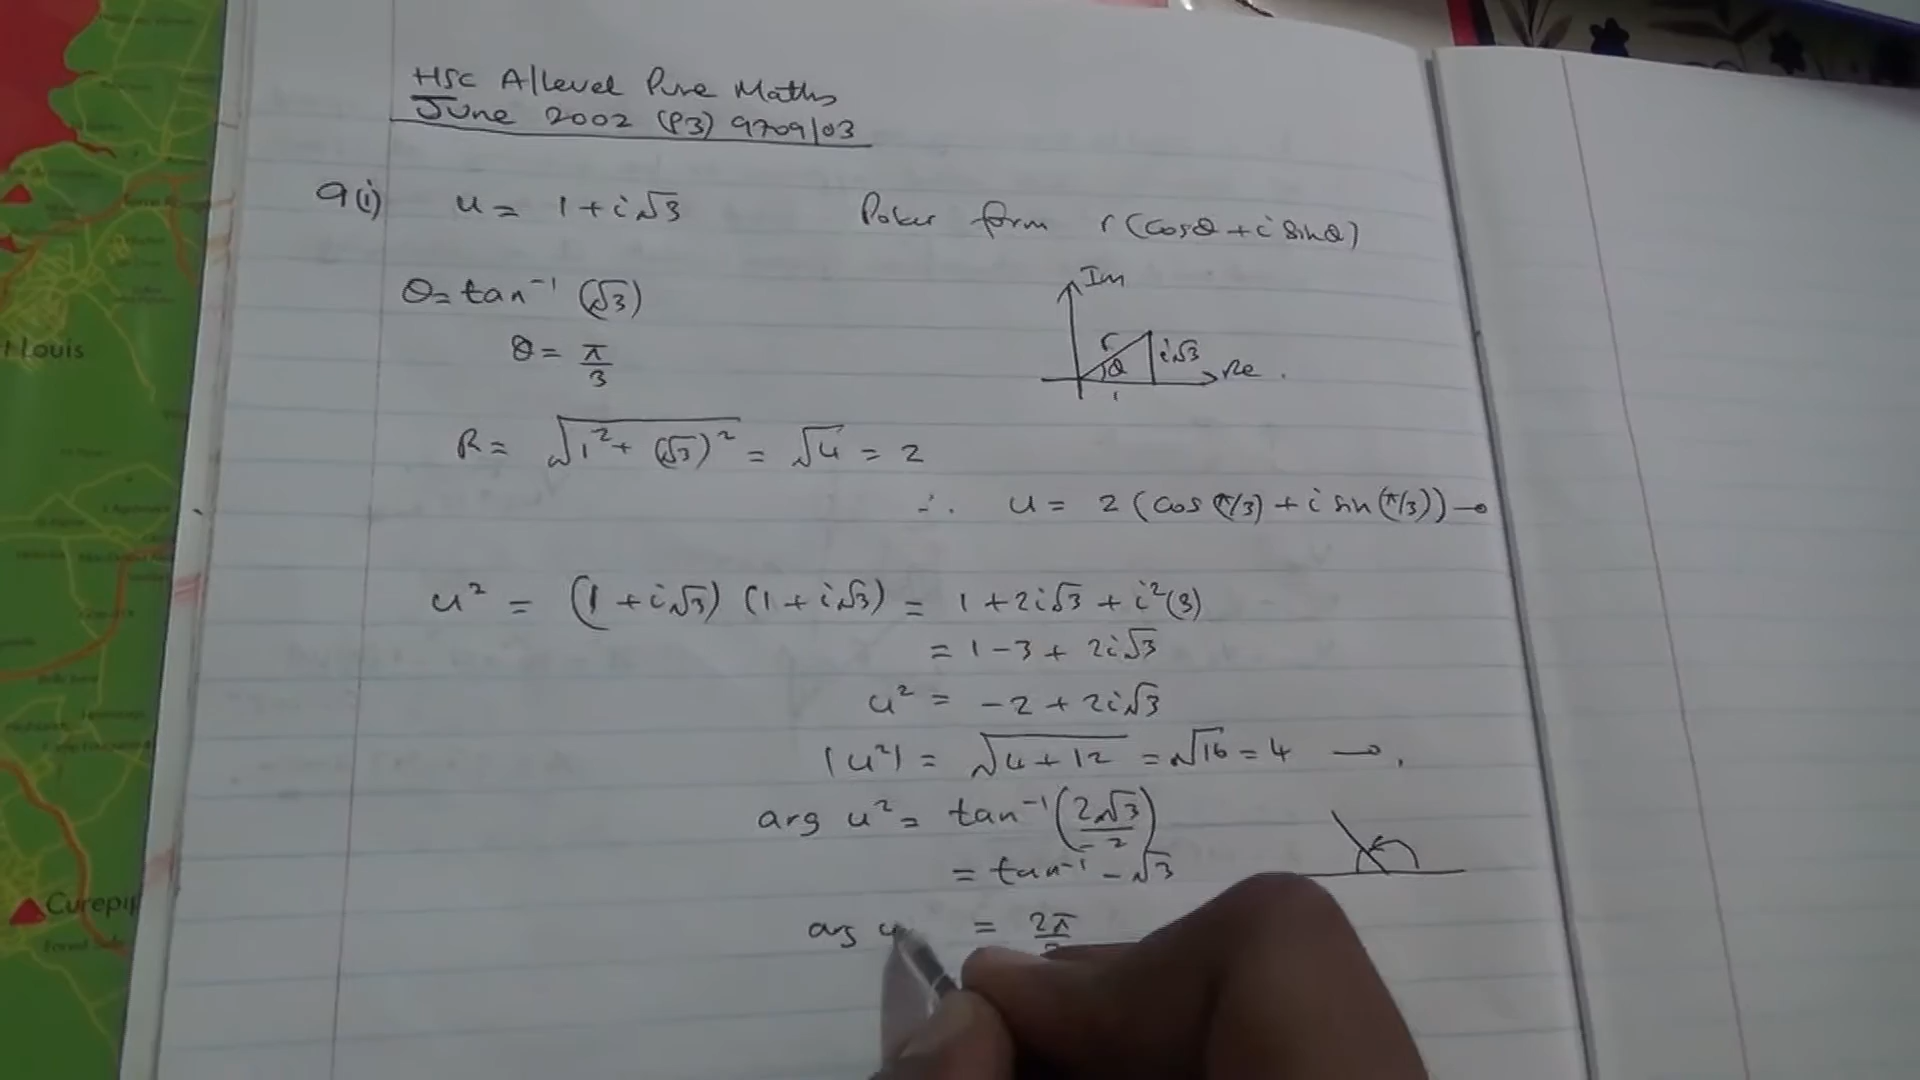 HSC A/Level Pure Maths
June 2002 (P3) 9709/03
9(i) u = 1+i√3 Polar form r(cosθ+i sinθ)
Im
θ= tan⁻¹ (√3)
θ = π/3
r θ i√3 Re
1
R = √(1²+ (√3)²) = √4 = 2
∴ u = 2 (cos (π/3) + i sin (π/3))
u² = (1+i√3) (1+i√3) = 1+2i√3 + i²(3)
= 1-3 + 2i√3
u² = -2 + 2i√3
|u²| = √(4+12) = √16 = 4
arg u² = tan⁻¹ (2√3/-2)
= tan⁻¹ -√3
arg u = 2π
t Louis
Curepip